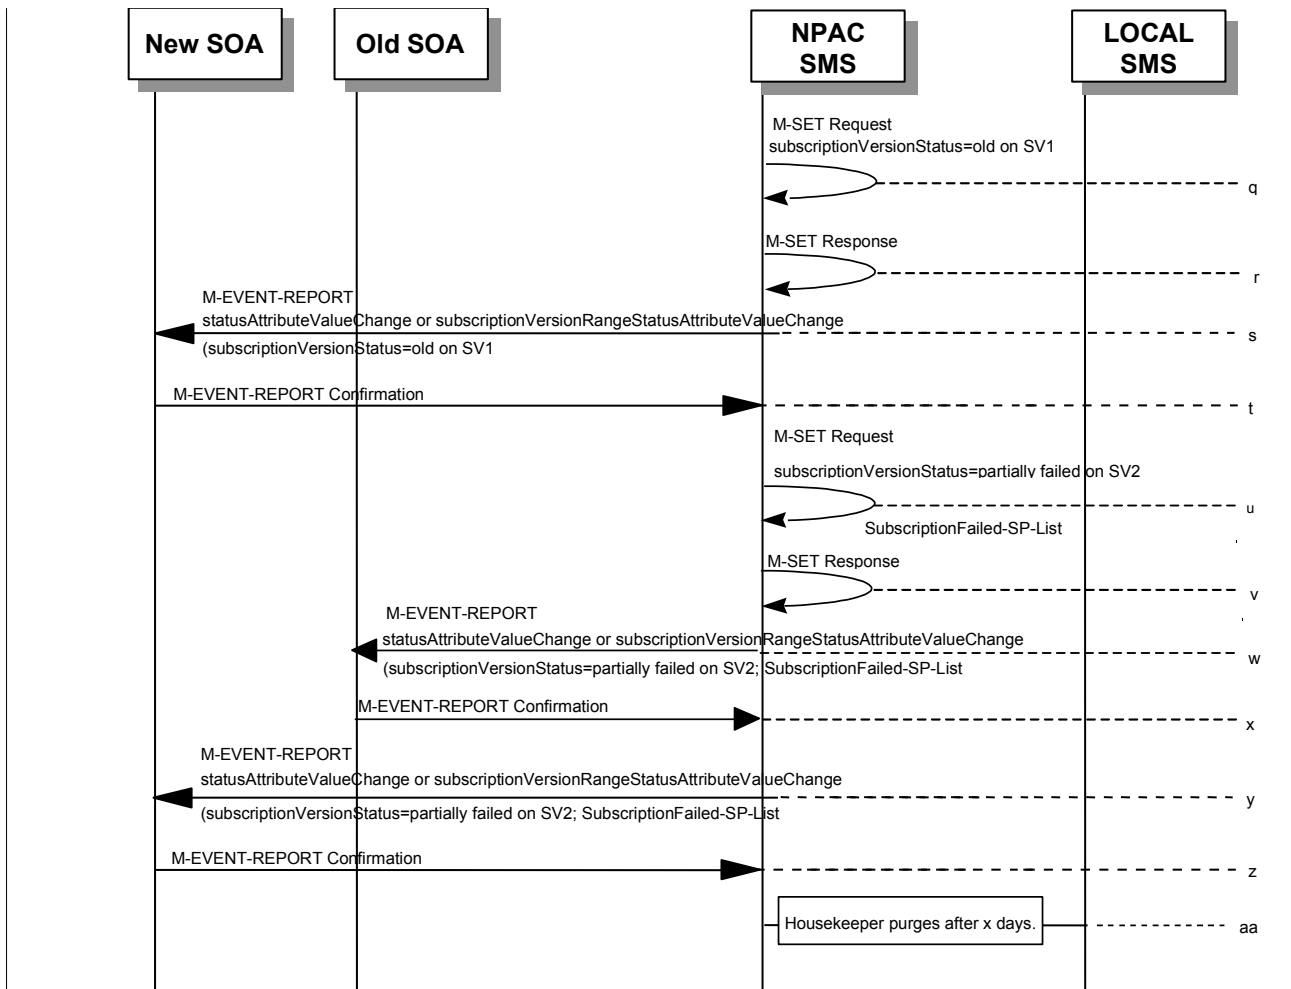 New SOA
Old SOA
NPAC
SMS
LOCAL
SMS
M-SET Request
subscriptionVersionStatus=old on SV1
q
M-SET Response
r
M-EVENT-REPORT
statusAttributeValueChange or subscriptionVersionRangeStatusAttributeValueChange
s
(subscriptionVersionStatus=old on SV1
M-EVENT-REPORT Confirmation
t
M-SET Request
subscriptionVersionStatus=partially failed on SV2
u
SubscriptionFailed-SP-List
M-SET Response
v
M-EVENT-REPORT
statusAttributeValueChange or subscriptionVersionRangeStatusAttributeValueChange
w
(subscriptionVersionStatus=partially failed on SV2; SubscriptionFailed-SP-List
M-EVENT-REPORT Confirmation
x
M-EVENT-REPORT
statusAttributeValueChange or subscriptionVersionRangeStatusAttributeValueChange
y
(subscriptionVersionStatus=partially failed on SV2; SubscriptionFailed-SP-List
M-EVENT-REPORT Confirmation
z
Housekeeper purges after x days.
aa